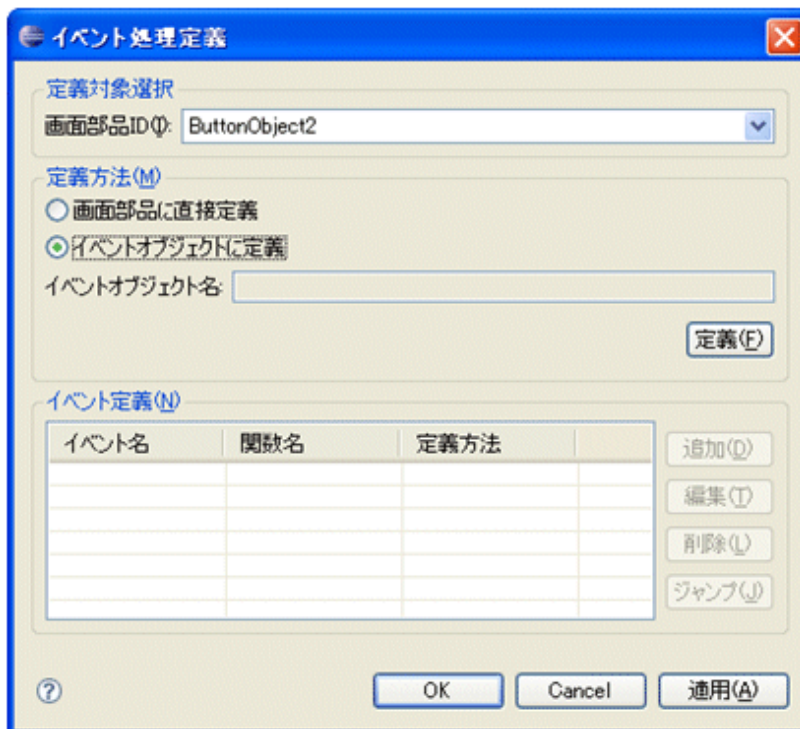 イベント処理定義
定義対象選択
画面部品ID(I): ButtonObject2
定義方法(M)
画面部品に直接定義
イベントオブジェクトに定義
イベントオブジェクト名:
定義(F)
イベント定義(N)
イベント名 関数名 定義方法
追加(D)
編集(T)
削除(L)
ジャンプ(J)
OK Cancel 適用(A)